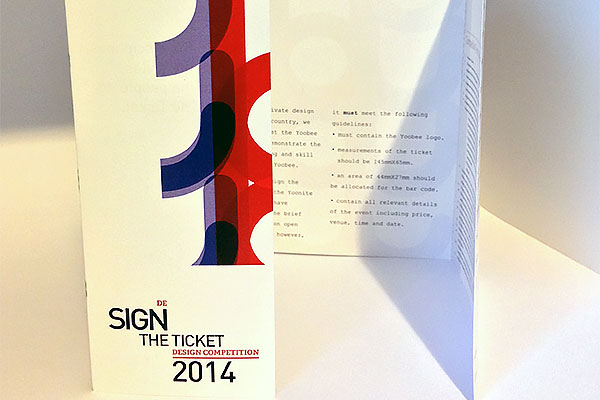 DE
SIGN
THE TICKET
DESIGN COMPETITION
2014
ivate design
country, we
the Yoobee
monstrate the
and skill
Yoobee.
sign the
the Yoonite
have
the brief
on open
however,
it must meet the following
guidelines:
• must contain the Yoobee logo.
• measurements of the ticket
should be 145mmX65mm.
• an area of 44mmX27mm should
be allocated for the bar code.
• contain all relevant details
of the event including price,
venue, time and date.